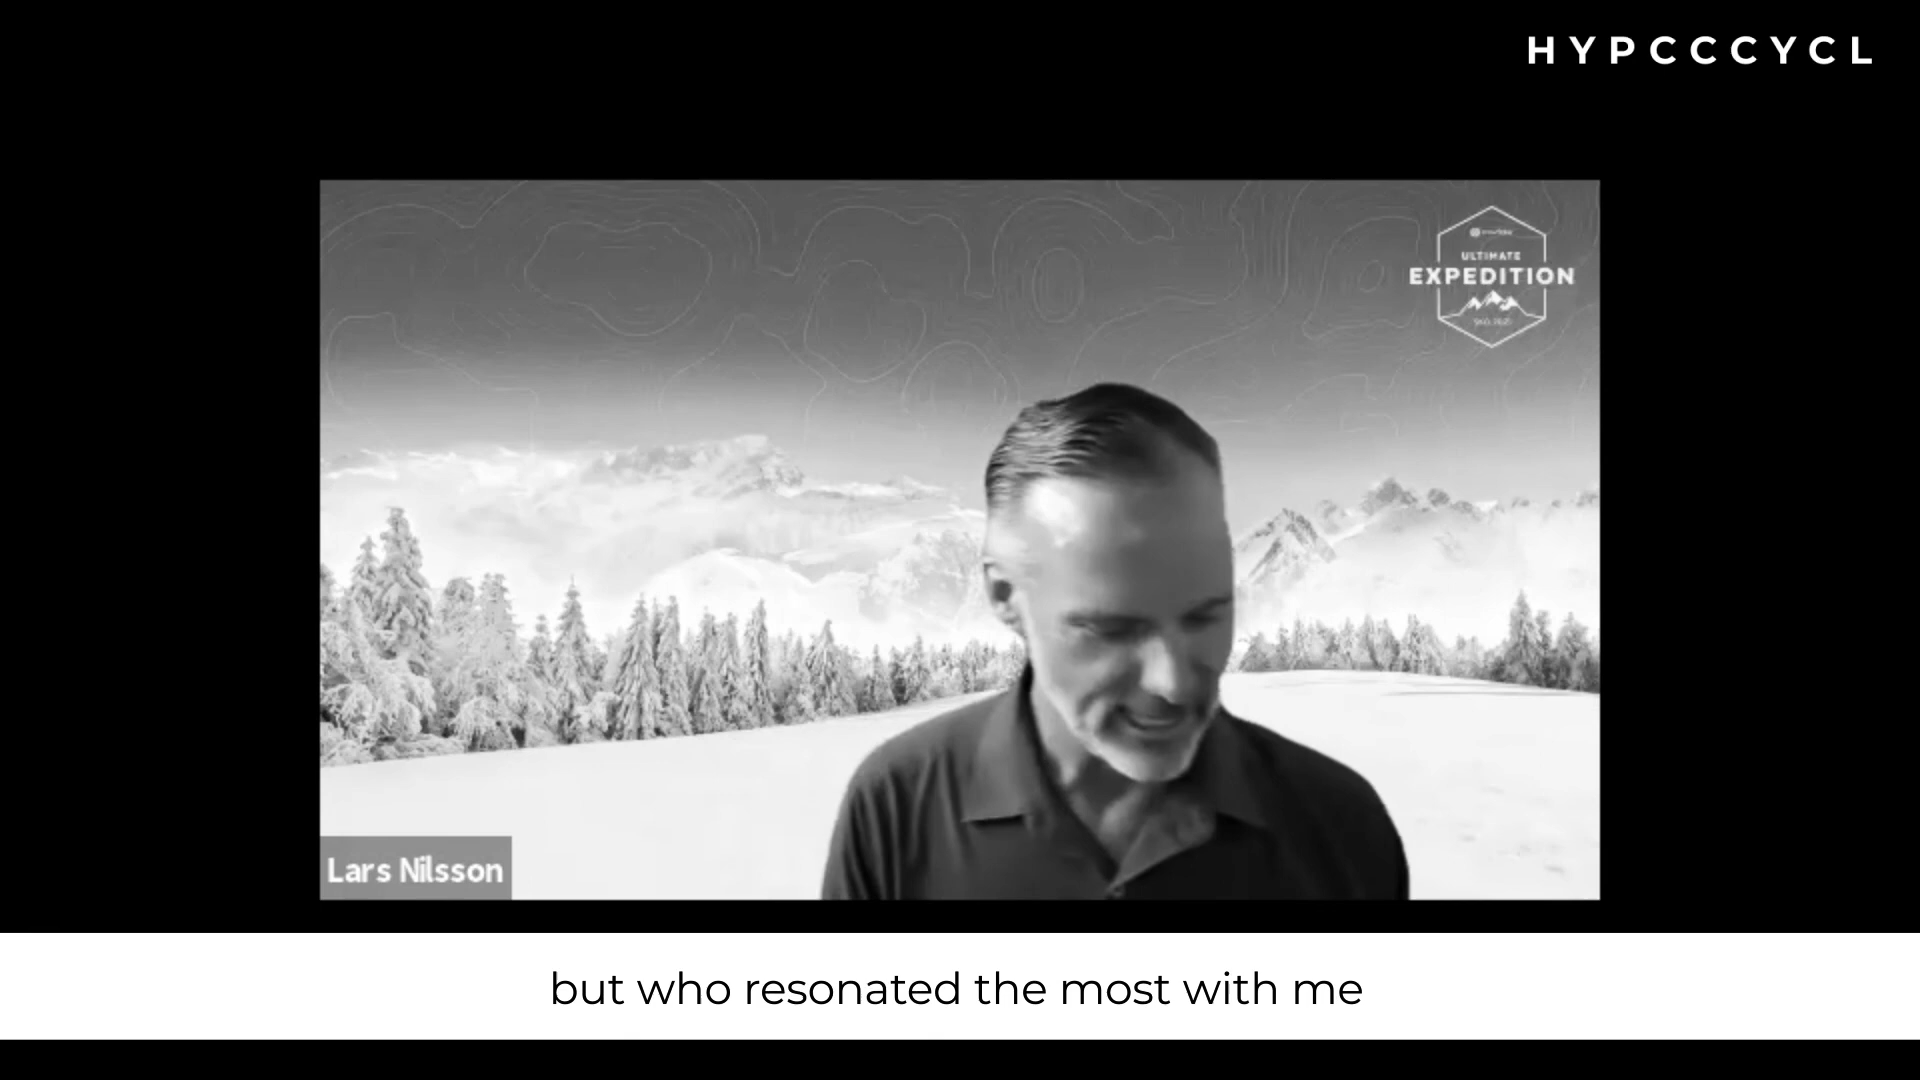 HYPCCCYCL
ULTIMATE
EXPEDITION
Lars Nilsson
but who resonated the most with me